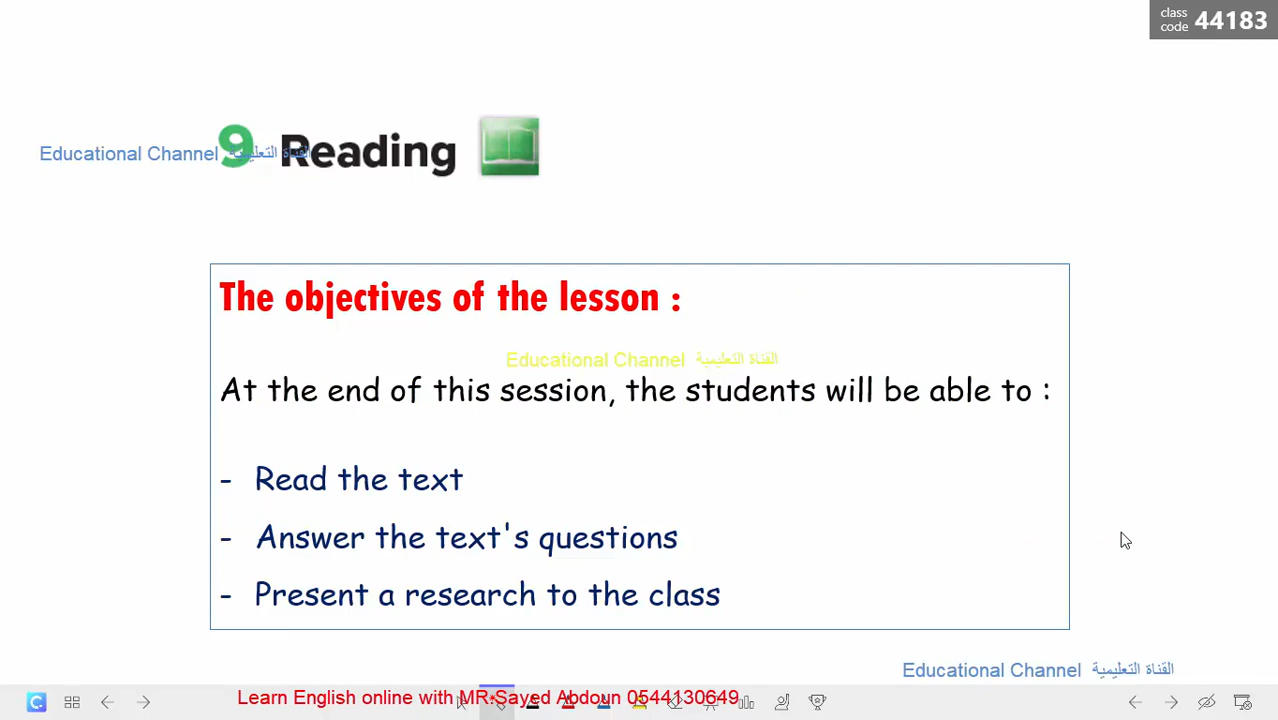 class code 44183
Educational Channel القناة التعليمية
9 Reading
The objectives of the lesson :
Educational Channel القناة التعليمية
At the end of this session, the students will be able to :
- Read the text
- Answer the text's questions
- Present a research to the class
Educational Channel القناة التعليمية
Learn English online with MR.Sayed Abdoun 0544130649